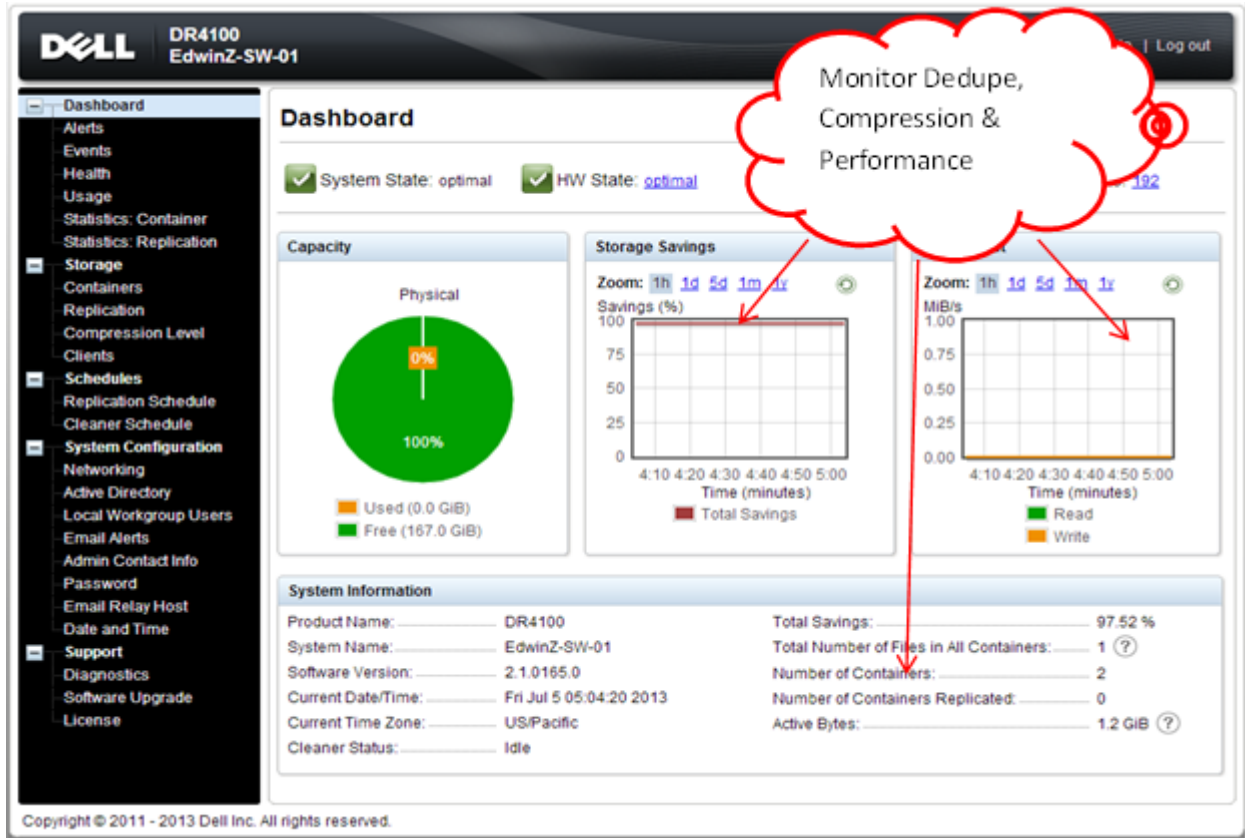 DELL
DR4100
EdwinZ-SW-01
| Log out
Monitor Dedupe,
Compression &
Performance
Dashboard
Alerts
Events
Health
Usage
Statistics: Container
Statistics: Replication
Storage
Containers
Replication
Compression Level
Clients
Schedules
Replication Schedule
Cleaner Schedule
System Configuration
Networking
Active Directory
Local Workgroup Users
Email Alerts
Admin Contact Info
Password
Email Relay Host
Date and Time
Support
Diagnostics
Software Upgrade
License
Dashboard
System State: optimal
HW State: optimal
192
Capacity
Physical
0%
100%
Used (0.0 GiB)
Free (167.0 GiB)
Storage Savings
Zoom: 1h 1d 5d 1m 1y
Savings (%)
100
75
50
25
0
4:10 4:20 4:30 4:40 4:50 5:00
Time (minutes)
Total Savings
Zoom: 1h 1d 5d 1m 1y
MiB/s
1.00
0.75
0.50
0.25
0.00
4:10 4:20 4:30 4:40 4:50 5:00
Time (minutes)
Read
Write
System Information
Product Name: DR4100
System Name: EdwinZ-SW-01
Software Version: 2.1.0165.0
Current Date/Time: Fri Jul 5 05:04:20 2013
Current Time Zone: US/Pacific
Cleaner Status: Idle
Total Savings: 97.52 %
Total Number of Files in All Containers: 1 ?
Number of Containers: 2
Number of Containers Replicated: 0
Active Bytes: 1.2 GiB ?
Copyright © 2011 - 2013 Dell Inc. All rights reserved.